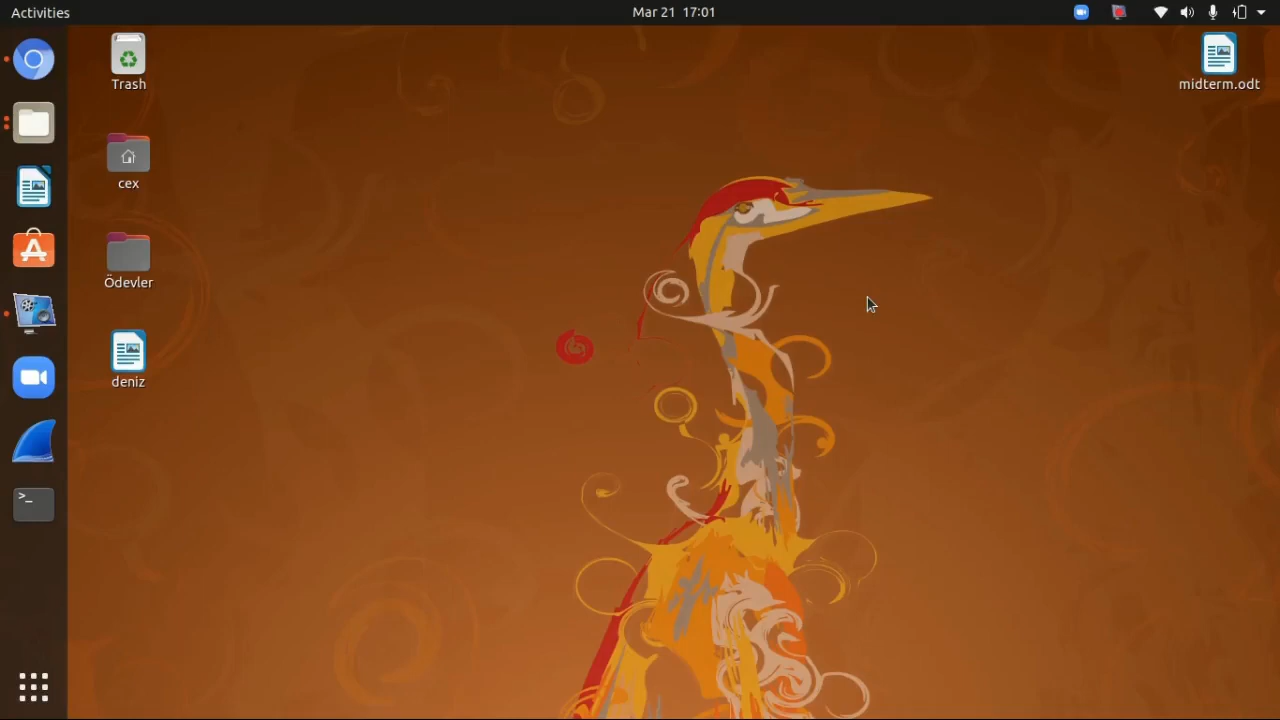 Activities
Mar 21 17:01
Trash
midterm.odt
cex
Ödevler
deniz
>_